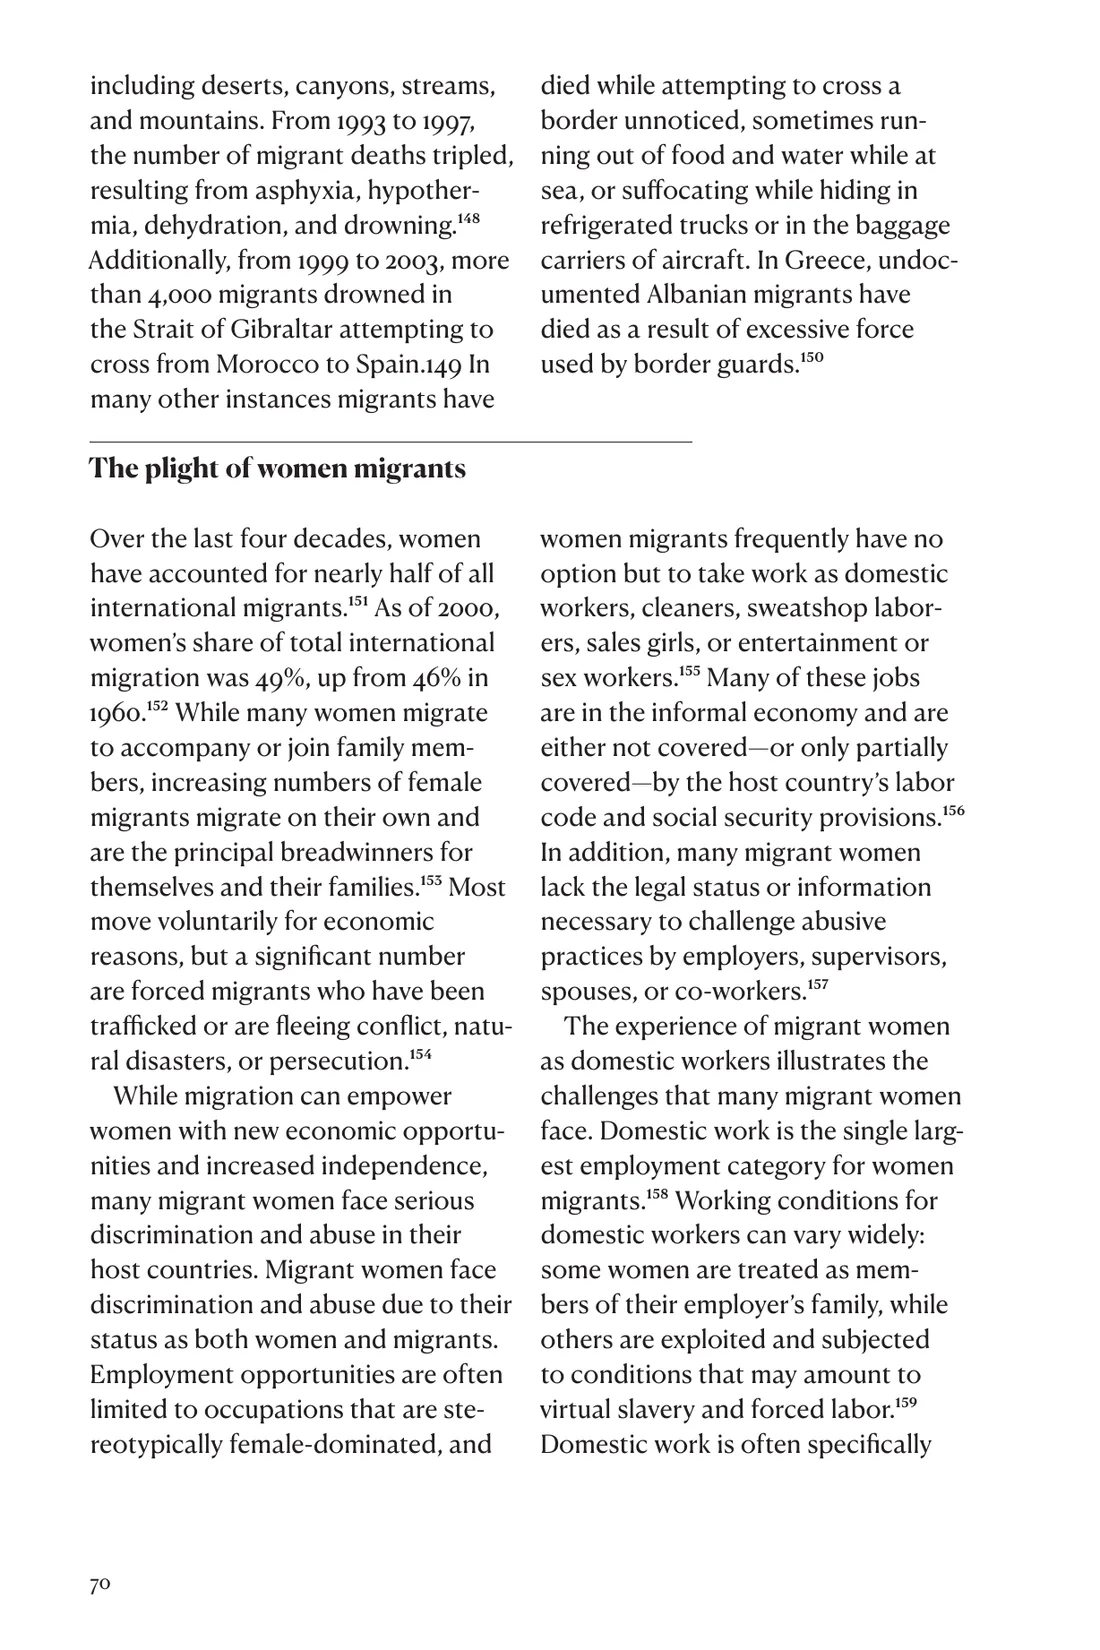 including deserts, canyons, streams,
and mountains. From 1993 to 1997,
the number of migrant deaths tripled,
resulting from asphyxia, hypother-
mia, dehydration, and drowning.148
Additionally, from 1999 to 2003, more
than 4,000 migrants drowned in
the Strait of Gibraltar attempting to
cross from Morocco to Spain.149 In
many other instances migrants have
died while attempting to cross a
border unnoticed, sometimes run-
ning out of food and water while at
sea, or suffocating while hiding in
refrigerated trucks or in the baggage
carriers of aircraft. In Greece, undoc-
umented Albanian migrants have
died as a result of excessive force
used by border guards.150
The plight of women migrants
Over the last four decades, women
have accounted for nearly half of all
international migrants.151 As of 2000,
women's share of total international
migration was 49%, up from 46% in
1960.152 While many women migrate
to accompany or join family mem-
bers, increasing numbers of female
migrants migrate on their own and
are the principal breadwinners for
themselves and their families.153 Most
move voluntarily for economic
reasons, but a significant number
are forced migrants who have been
trafficked or are fleeing conflict, natu-
ral disasters, or persecution.154
While migration can empower
women with new economic opportu-
nities and increased independence,
many migrant women face serious
discrimination and abuse in their
host countries. Migrant women face
discrimination and abuse due to their
status as both women and migrants.
Employment opportunities are often
limited to occupations that are ste-
reotypically female-dominated, and
women migrants frequently have no
option but to take work as domestic
workers, cleaners, sweatshop labor-
ers, sales girls, or entertainment or
sex workers.155 Many of these jobs
are in the informal economy and are
either not covered—or only partially
covered—by the host country's labor
code and social security provisions.156
In addition, many migrant women
lack the legal status or information
necessary to challenge abusive
practices by employers, supervisors,
spouses, or co-workers.157
The experience of migrant women
as domestic workers illustrates the
challenges that many migrant women
face. Domestic work is the single larg-
est employment category for women
migrants.158 Working conditions for
domestic workers can vary widely:
some women are treated as mem-
bers of their employer's family, while
others are exploited and subjected
to conditions that may amount to
virtual slavery and forced labor.159
Domestic work is often specifically
70